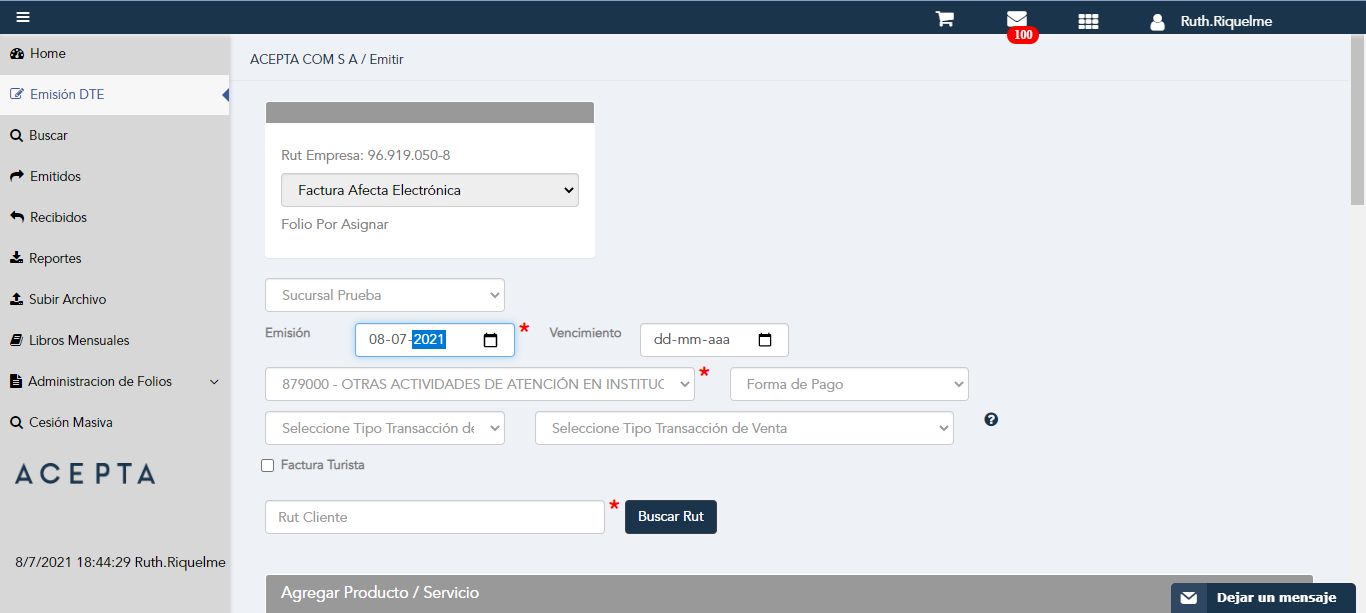 Ruth.Riquelme
100
Home
ACEPTA COM S A / Emitir
Emisión DTE
Buscar
Emitidos
Recibidos
Reportes
Subir Archivo
Libros Mensuales
Administracion de Folios
Cesión Masiva
ACEPTA
8/7/2021 18:44:29 Ruth.Riquelme
Rut Empresa: 96.919.050-8
Factura Afecta Electrónica
Folio Por Asignar
Sucursal Prueba
Emisión 08-07-2021 * Vencimiento dd-mm-aaa
879000 - OTRAS ACTIVIDADES DE ATENCIÓN EN INSTITUC * Forma de Pago
Seleccione Tipo Transacción de Seleccione Tipo Transacción de Venta ?
Factura Turista
Rut Cliente * Buscar Rut
Agregar Producto / Servicio
Dejar un mensaje